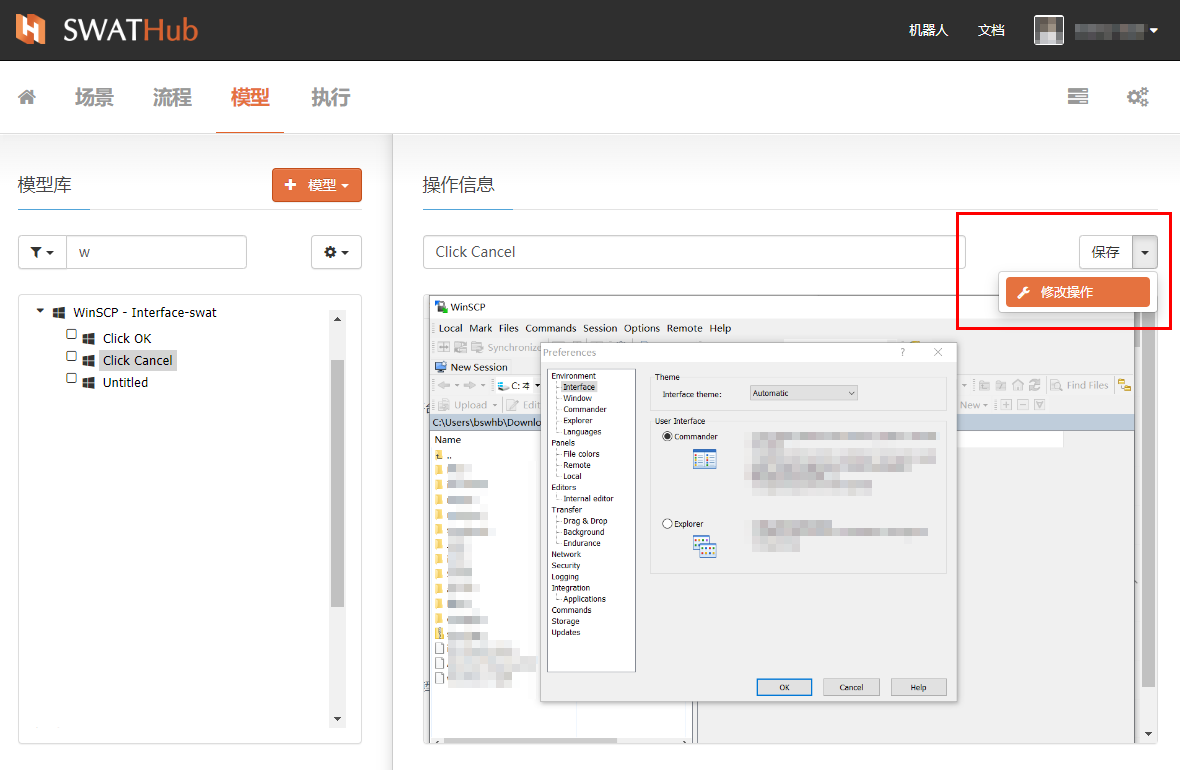 SWATHub
机器人 文档
场景 流程 模型 执行
模型库
模型
操作信息
w
Click Cancel
保存
修改操作
WinSCP - Interface-swat
Click OK
Click Cancel
Untitled
WinSCP
Local Mark Files Commands Session Options Remote Help
Synchronize
New Session
C: 本
Upload
Edit
Find Files
New
C:\Users\bswhb\Downlo
Name
..
Preferences
?
Environment
Interface
Window
Commander
Explorer
Languages
Panels
File colors
Remote
Local
Editors
Internal editor
Transfer
Drag & Drop
Background
Endurance
Network
Security
Logging
Integration
Applications
Commands
Storage
Updates
Theme
Interface theme: Automatic
User Interface
Commander
Explorer
OK Cancel Help